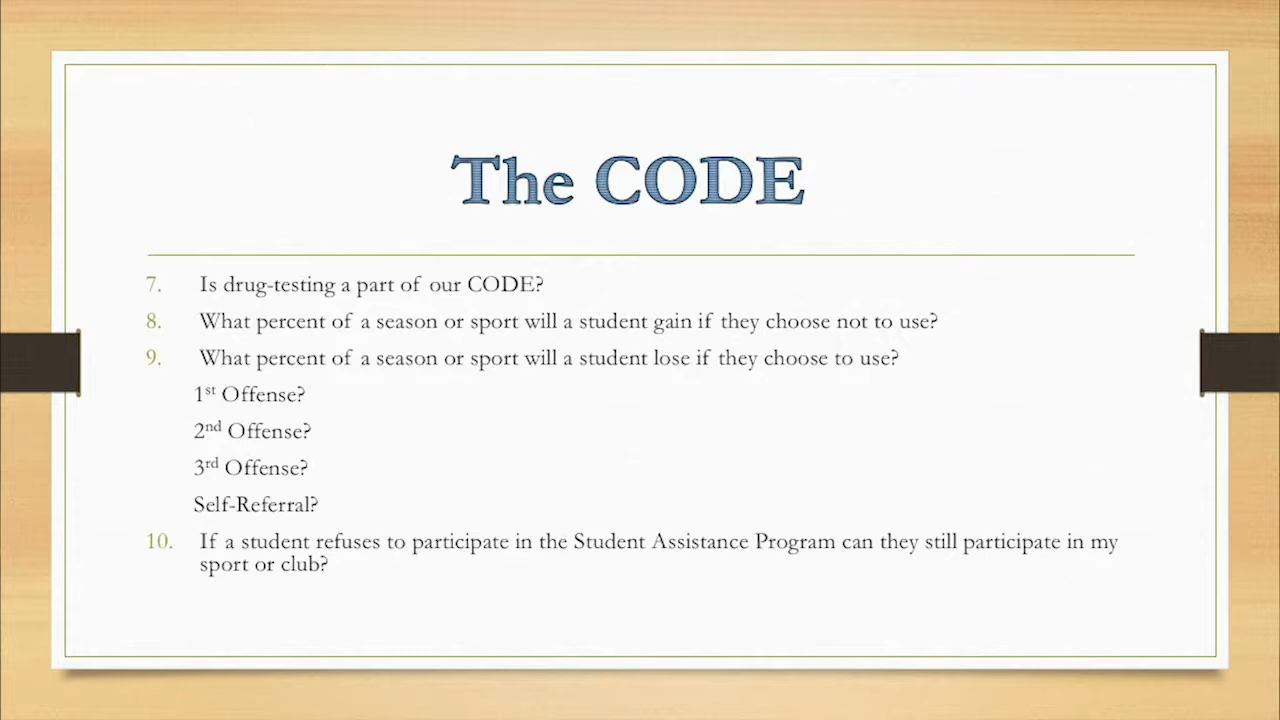 The CODE
7. Is drug-testing a part of our CODE?
8. What percent of a season or sport will a student gain if they choose not to use?
9. What percent of a season or sport will a student lose if they choose to use?
1st Offense?
2nd Offense?
3rd Offense?
Self-Referral?
10. If a student refuses to participate in the Student Assistance Program can they still participate in my
sport or club?